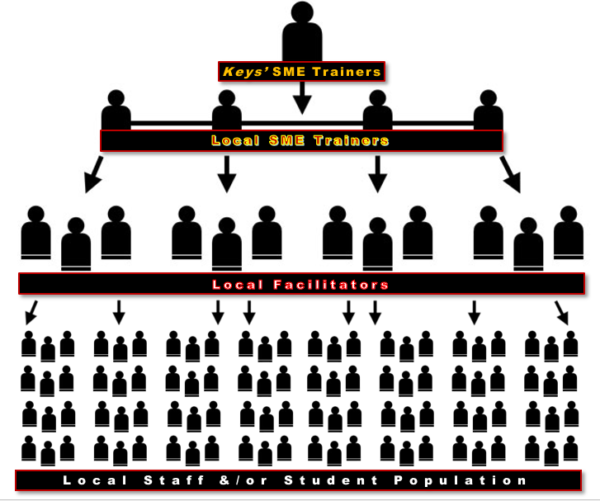 Keys' SME Trainers
Local SME Trainers
Local Facilitators
Local Staff &/or Student Population